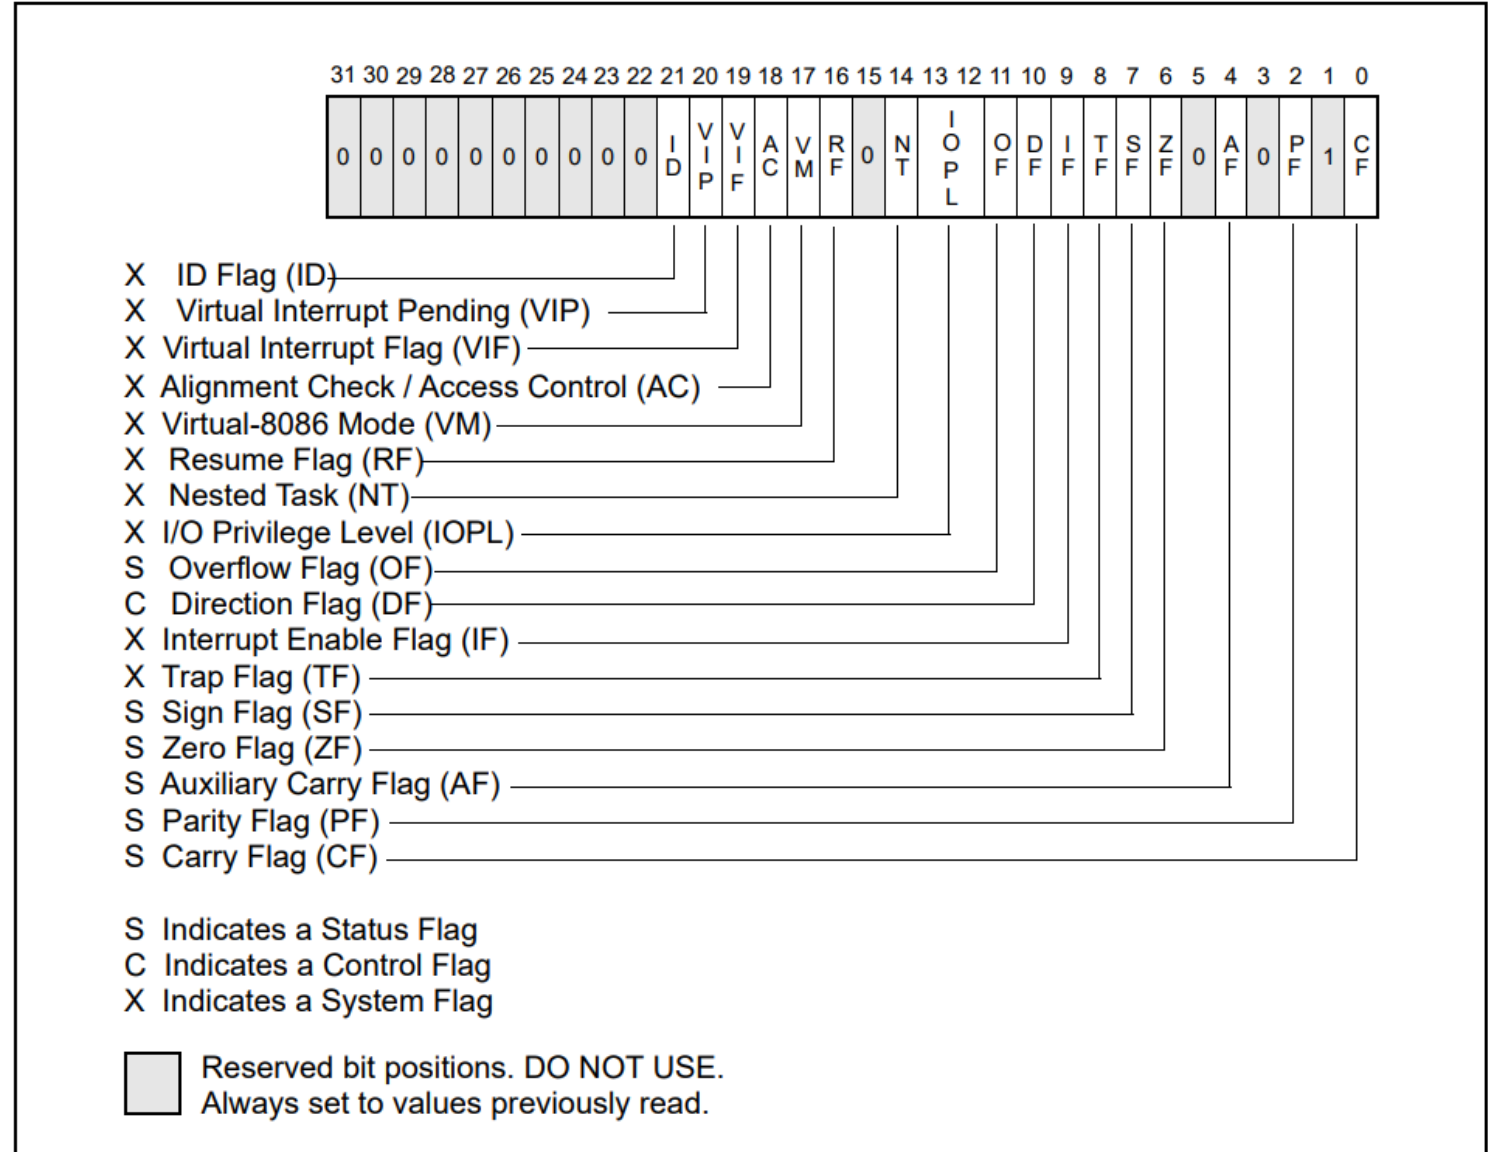 31 30 29 28 27 26 25 24 23 22 21 20 19 18 17 16 15 14 13 12 11 10 9 8 7 6 5 4 3 2 1 0
0 0 0 0 0 0 0 0 0 0 ID VIP VIF AC VM RF 0 NT IOPL OF DF IF TF SF ZF 0 AF 0 PF 1 CF
X ID Flag (ID)
X Virtual Interrupt Pending (VIP)
X Virtual Interrupt Flag (VIF)
X Alignment Check / Access Control (AC)
X Virtual-8086 Mode (VM)
X Resume Flag (RF)
X Nested Task (NT)
X I/O Privilege Level (IOPL)
S Overflow Flag (OF)
C Direction Flag (DF)
X Interrupt Enable Flag (IF)
X Trap Flag (TF)
S Sign Flag (SF)
S Zero Flag (ZF)
S Auxiliary Carry Flag (AF)
S Parity Flag (PF)
S Carry Flag (CF)
S Indicates a Status Flag
C Indicates a Control Flag
X Indicates a System Flag
Reserved bit positions. DO NOT USE.
Always set to values previously read.